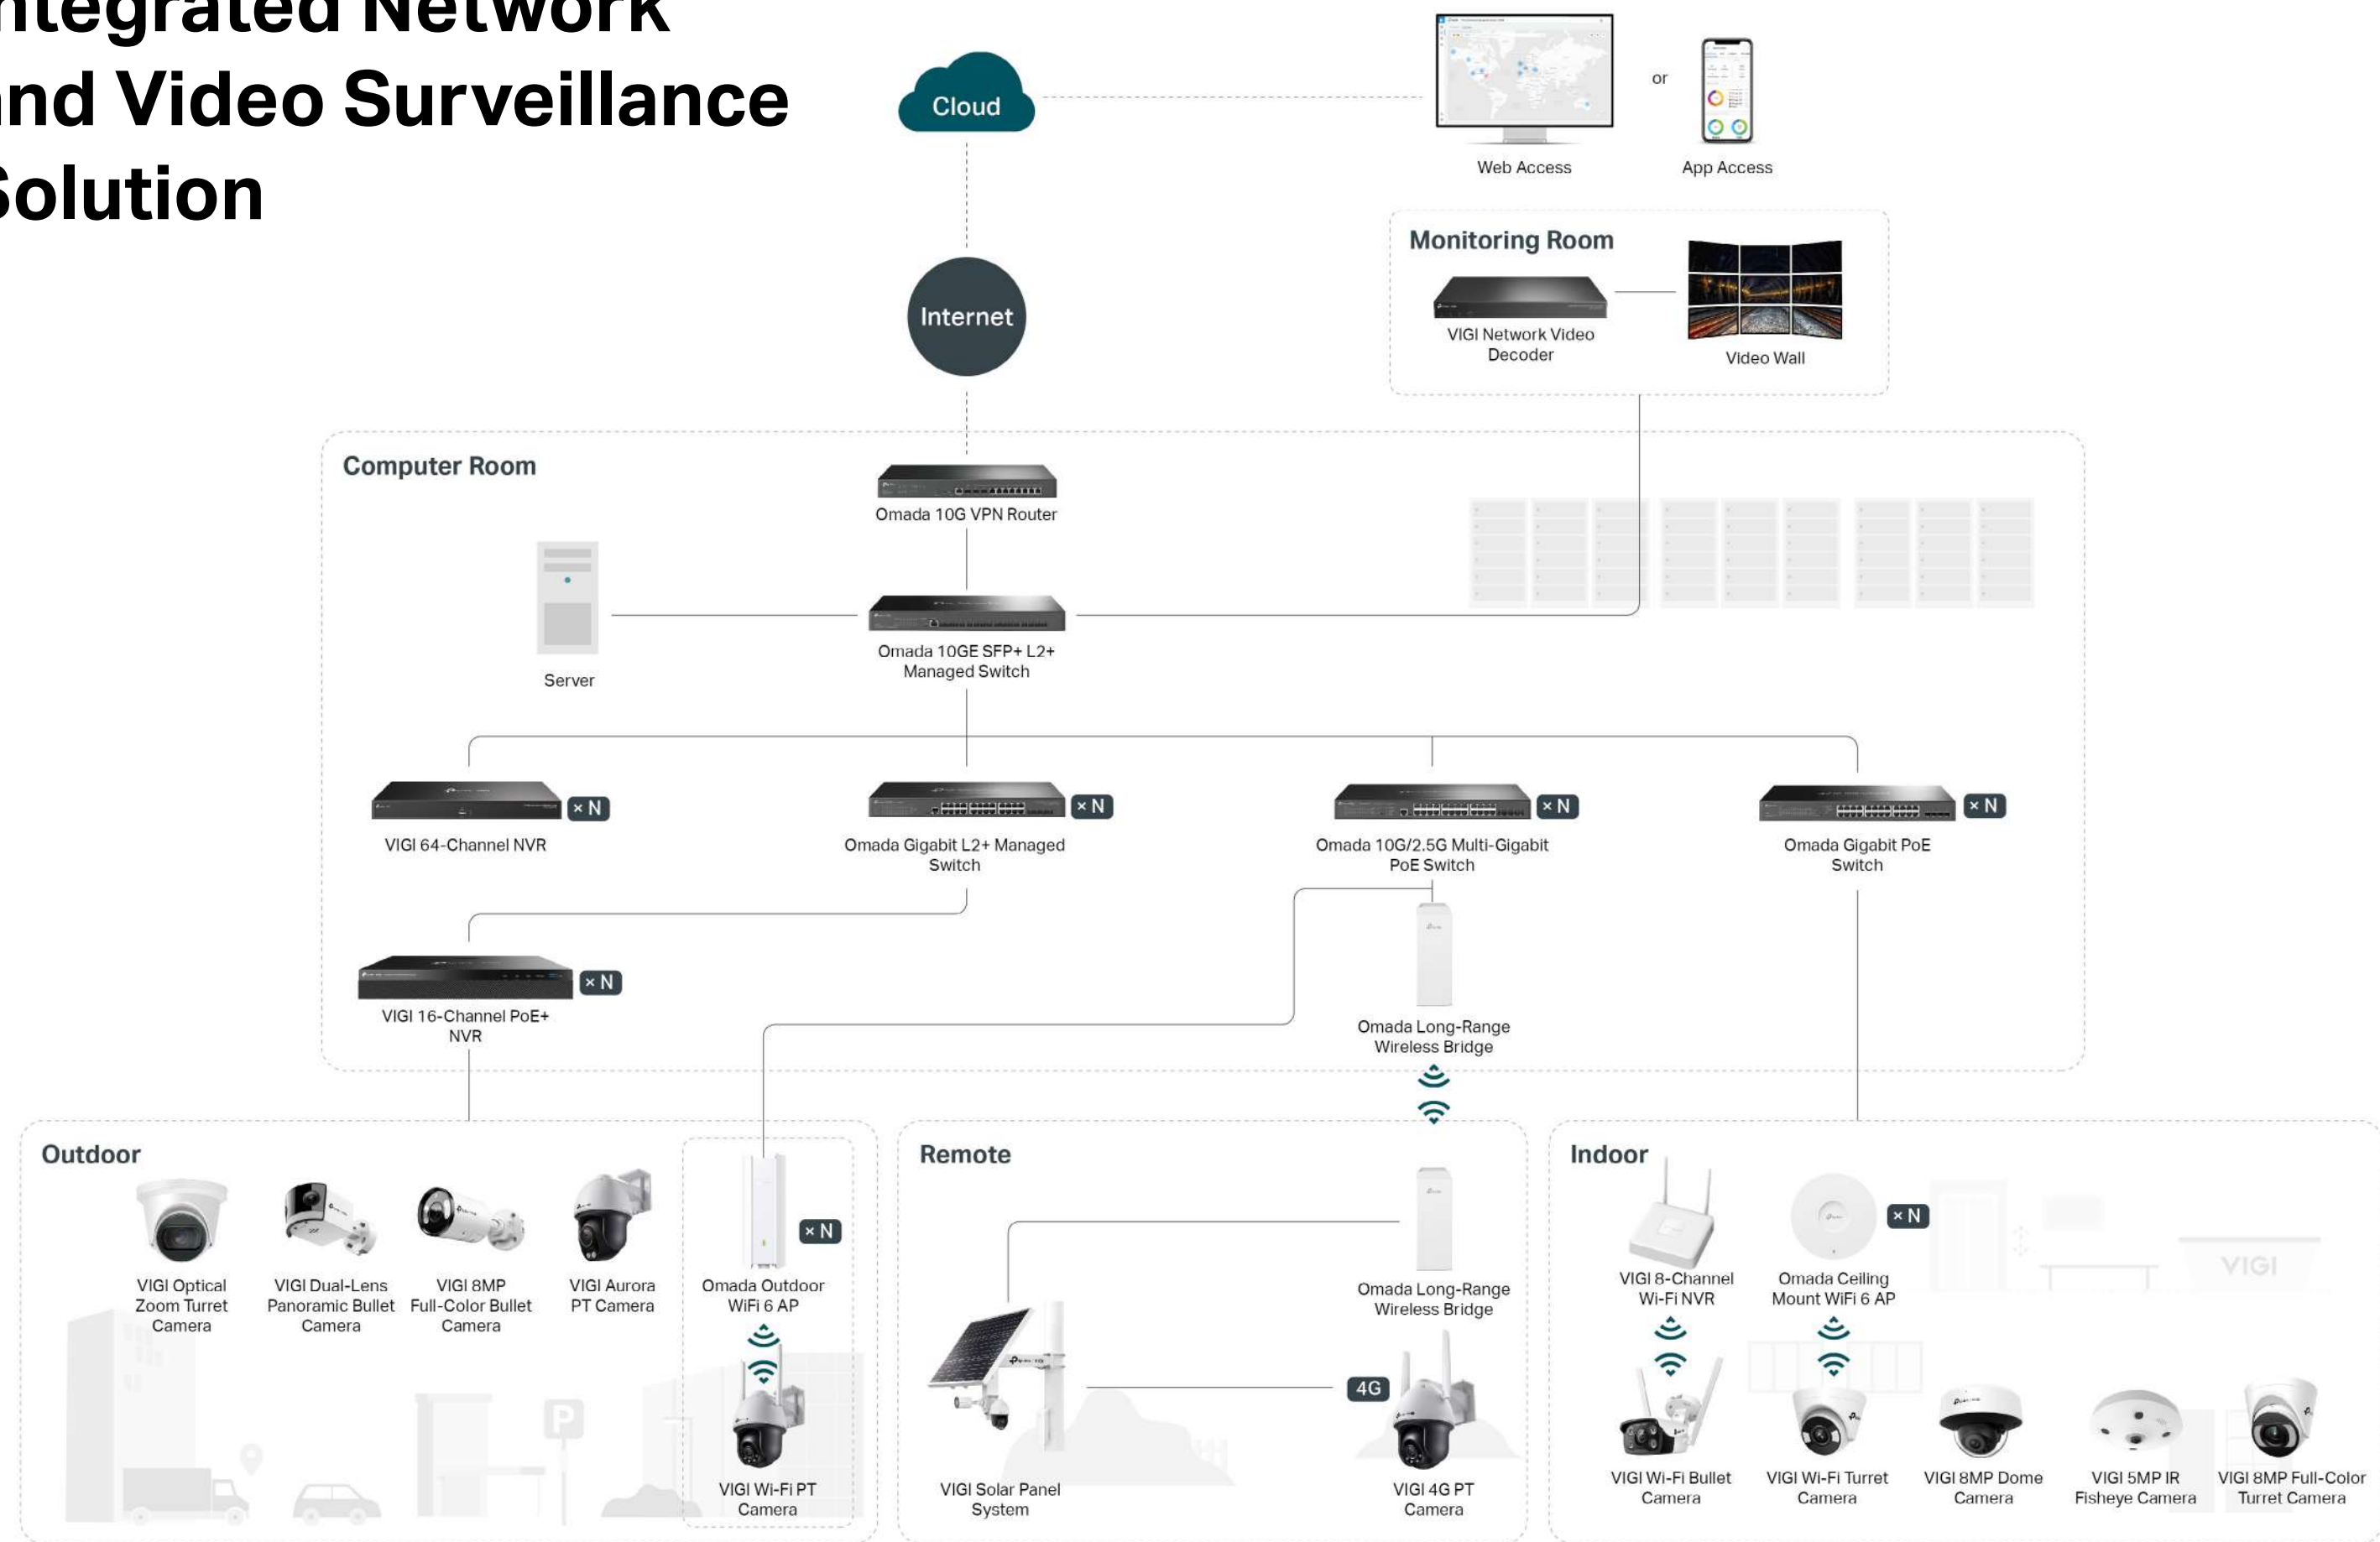 ntegrated Network
nd Video Surveillance
Solution
Cloud
or
Web Access
App Access
Internet
Monitoring Room
VIGI Network Video
Decoder
Video Wall
Computer Room
Omada 10G VPN Router
Server
Omada 10GE SFP+ L2+
Managed Switch
× N
× N
× N
× N
VIGI 64-Channel NVR
Omada Gigabit L2+ Managed
Switch
Omada 10G/2.5G Multi-Gigabit
PoE Switch
Omada Gigabit PoE
Switch
× N
VIGI 16-Channel PoE+
NVR
Omada Long-Range
Wireless Bridge
Outdoor
× N
VIGI Optical
Zoom Turret
Camera
VIGI Dual-Lens
Panoramic Bullet
Camera
VIGI 8MP
Full-Color Bullet
Camera
VIGI Aurora
PT Camera
Omada Outdoor
WiFi 6 AP
P
VIGI Wi-Fi PT
Camera
Remote
Omada Long-Range
Wireless Bridge
4G
VIGI Solar Panel
System
VIGI 4G PT
Camera
Indoor
× N
VIGI
VIGI 8-Channel
Wi-Fi NVR
Omada Ceiling
Mount WiFi 6 AP
VIGI Wi-Fi Bullet
Camera
VIGI Wi-Fi Turret
Camera
VIGI 8MP Dome
Camera
VIGI 5MP IR
Fisheye Camera
VIGI 8MP Full-Color
Turret Camera